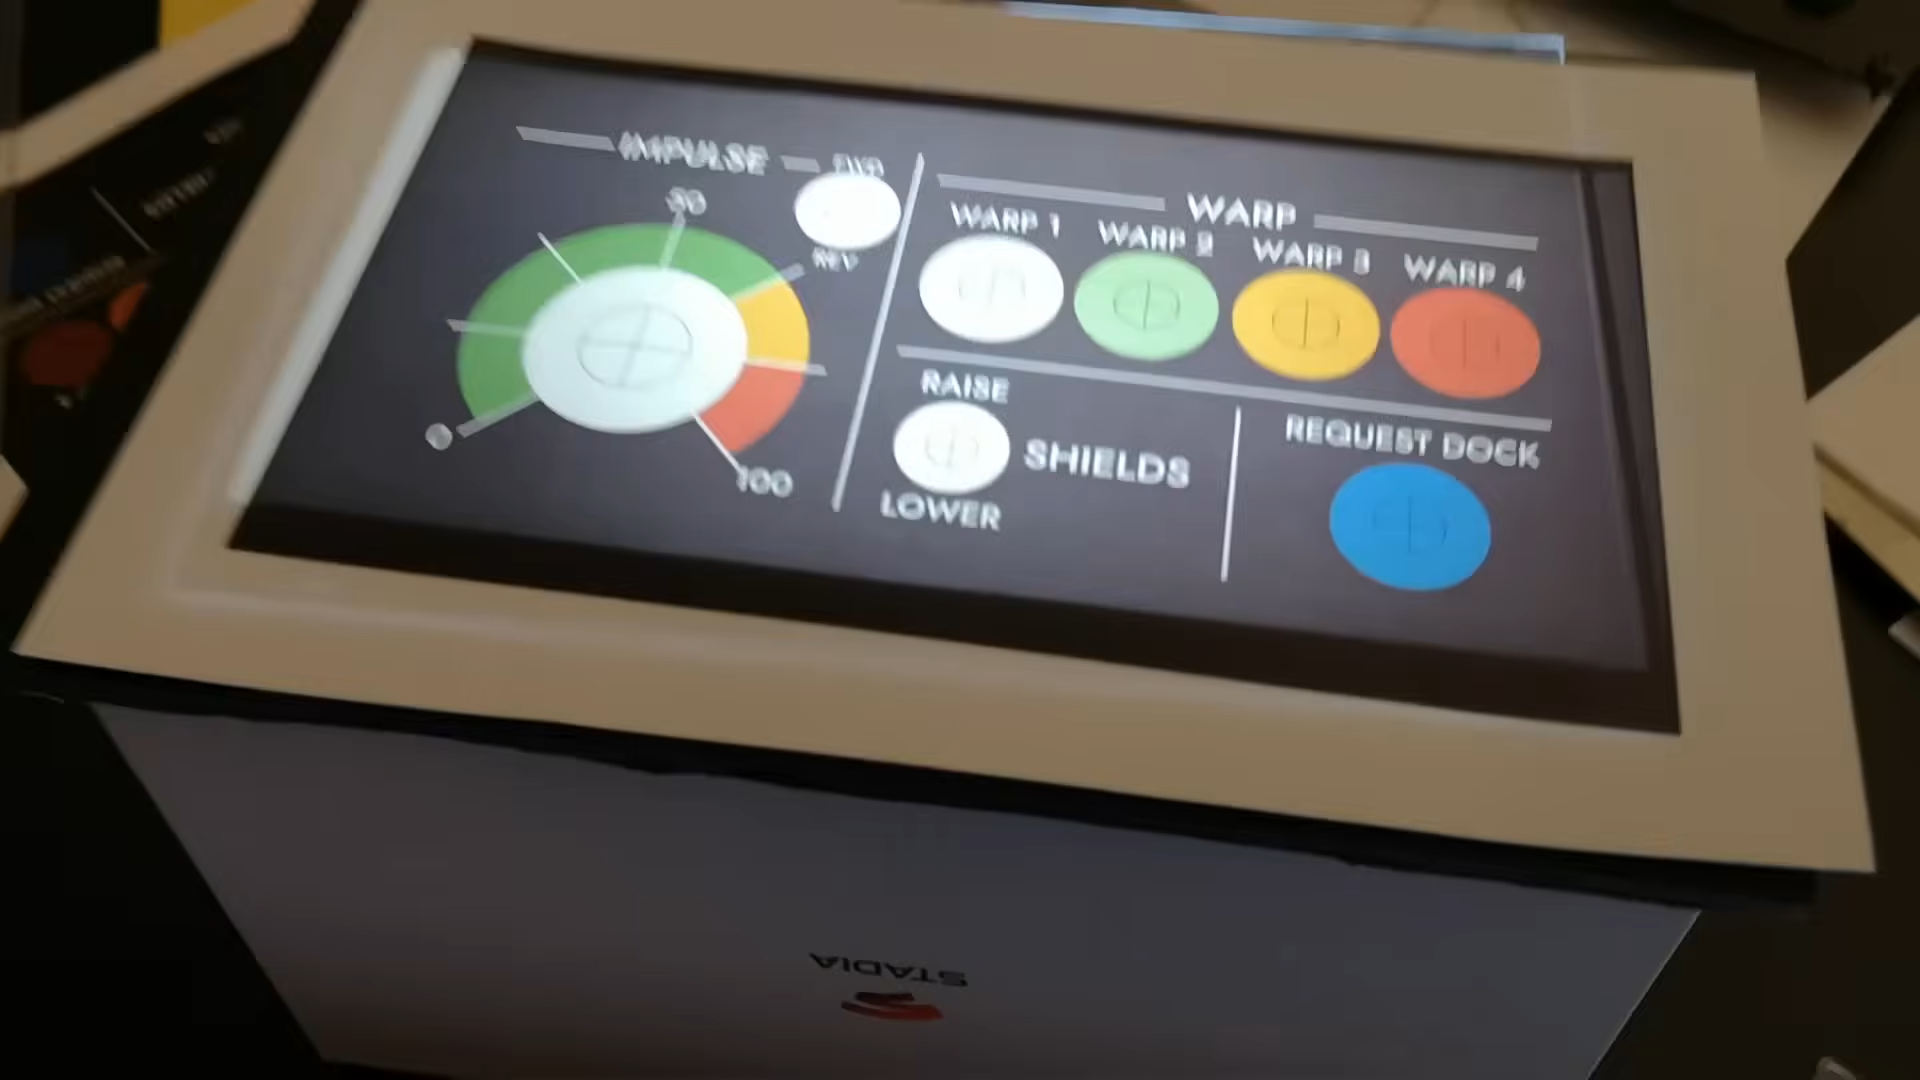 IMPULSE
FWD
REV
0
100
WARP
WARP 1
WARP 2
WARP 3
WARP 4
RAISE
SHIELDS
LOWER
REQUEST DOCK
STADIA